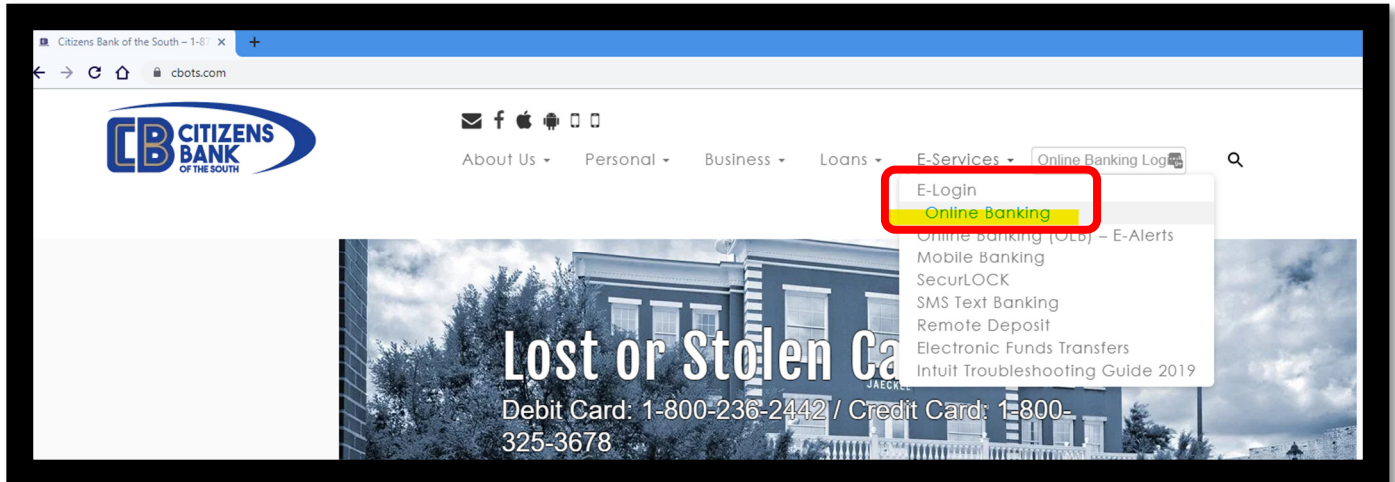 Citizens Bank of the South – 1-87
cbots.com
CB CITIZENS
BANK
OF THE SOUTH
About Us Personal Business Loans E-Services Online Banking Log
E-Login
Online Banking
Online Banking (OLB) – E-Alerts
Mobile Banking
SecurLOCK
SMS Text Banking
Remote Deposit
Electronic Funds Transfers
Intuit Troubleshooting Guide 2019
Lost or Stolen Ca
JAECKEL
Debit Card: 1-800-236-2442 / Credit Card: 1-800-
325-3678